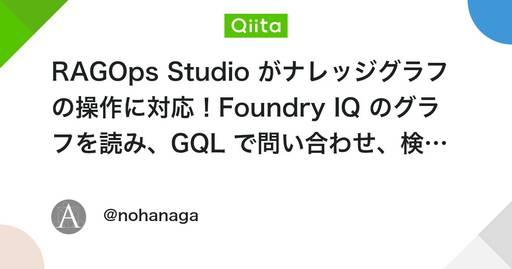 Qiita
RAGOps Studio がナレッジグラフ
の操作に対応！Foundry IQ のグラ
フを読み、GQL で問い合わせ、検…
A
@nohanaga